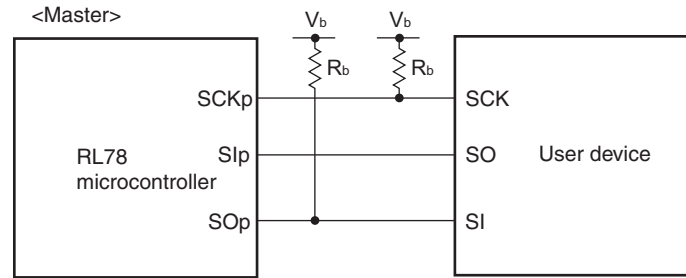 <Master>
Vb Vb
Rb Rb
SCKp SCK
RL78
microcontroller
SIp SO
User device
SOp SI